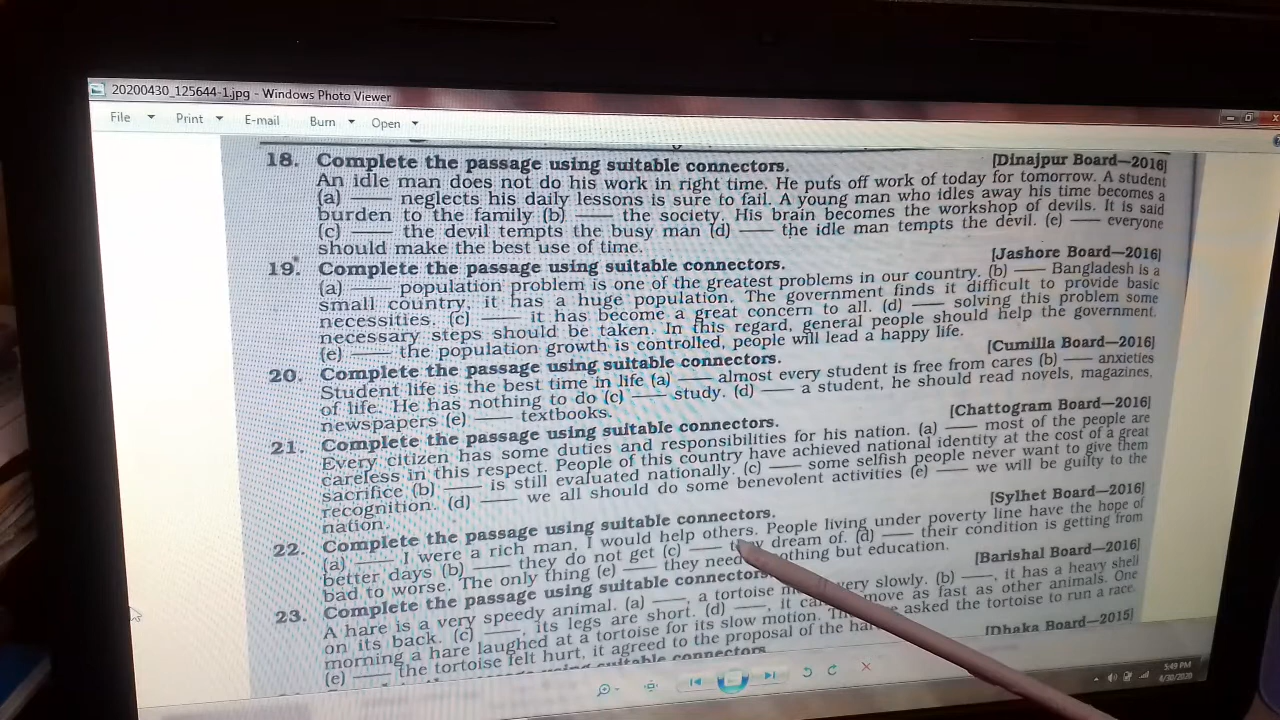 20200430_125644-1.jpg - Windows Photo Viewer
File Print E-mail Burn Open
18. Complete the passage using suitable connectors. [Dinajpur Board—2016]
An idle man does not do his work in right time. He puts off work of today for tomorrow. A student
(a) —— neglects his daily lessons is sure to fail. A young man who idles away his time becomes a
burden to the family (b) —— the society. His brain becomes the workshop of devils. It is said
(c) —— the devil tempts the busy man (d) —— the idle man tempts the devil. (e) —— everyone
should make the best use of time.
19. Complete the passage using suitable connectors. [Jashore Board—2016]
(a) —— population problem is one of the greatest problems in our country. (b) —— Bangladesh is a
small country, it has a huge population. The government finds it difficult to provide basic
necessities. (c) —— it has become a great concern to all. (d) —— solving this problem some
necessary steps should be taken. In this regard, general people should help the government.
(e) —— the population growth is controlled, people will lead a happy life.
20. Complete the passage using suitable connectors. [Cumilla Board—2016]
Student life is the best time in life (a) —— almost every student is free from cares (b) —— anxieties
of life. He has nothing to do (c) —— study. (d) —— a student, he should read novels, magazines,
newspapers (e) —— textbooks.
21. Complete the passage using suitable connectors. [Chattogram Board—2016]
Every citizen has some duties and responsibilities for his nation. (a) —— most of the people are
careless in this respect. People of this country have achieved national identity at the cost of a great
sacrifice (b) —— is still evaluated nationally. (c) —— some selfish people never want to give them
recognition. (d) —— we all should do some benevolent activities (e) —— we will be guilty to the
nation.
22. Complete the passage using suitable connectors. [Sylhet Board—2016]
(a) —— I were a rich man, I would help others. People living under poverty line have the hope of
better days (b) —— they do not get (c) —— dream of. (d) —— their condition is getting from
bad to worse. The only thing (e) —— they need nothing but education.
23. Complete the passage using suitable connectors. [Barishal Board—2016]
A hare is a very speedy animal. (a) ——, a tortoise very slowly. (b) ——, it has a heavy shell
on its back. (c) ——, its legs are short. (d) ——, it move as fast as other animals. One
morning a hare laughed at a tortoise for its slow motion. asked the tortoise to run a race.
(e) —— the tortoise felt hurt, it agreed to the proposal of the
suitable connectors [Dhaka Board—2015]
5:49 PM
4/30/2020